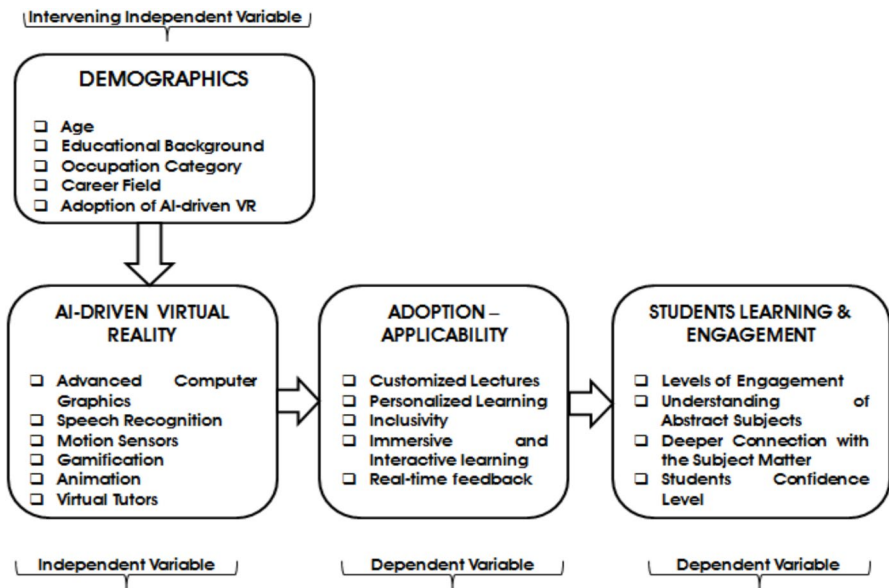 Intervening Independent Variable
DEMOGRAPHICS
Age
Educational Background
Occupation Category
Career Field
Adoption of AI-driven VR
AI-DRIVEN VIRTUAL
REALITY
Advanced Computer
Graphics
Speech Recognition
Motion Sensors
Gamification
Animation
Virtual Tutors
ADOPTION –
APPLICABILITY
Customized Lectures
Personalized Learning
Inclusivity
Immersive and
Interactive learning
Real-time feedback
STUDENTS LEARNING &
ENGAGEMENT
Levels of Engagement
Understanding of
Abstract Subjects
Deeper Connection with
the Subject Matter
Students Confidence
Level
Independent Variable
Dependent Variable
Dependent Variable